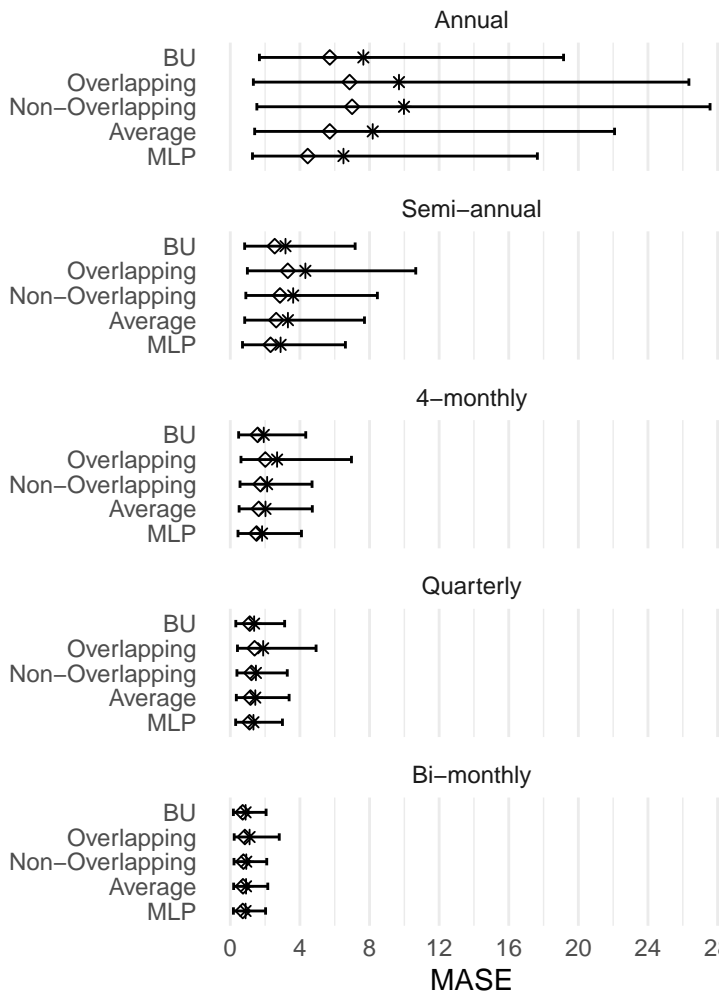 Annual
BU
Overlapping
Non−Overlapping
Average
MLP
Semi−annual
BU
Overlapping
Non−Overlapping
Average
MLP
4−monthly
BU
Overlapping
Non−Overlapping
Average
MLP
Quarterly
BU
Overlapping
Non−Overlapping
Average
MLP
Bi−monthly
BU
Overlapping
Non−Overlapping
Average
MLP
0 4 8 12 16 20 24
MASE